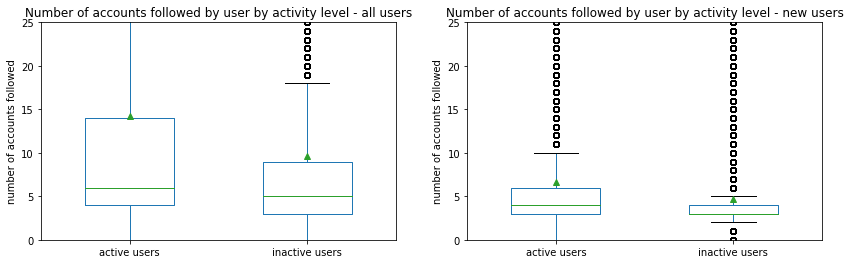 Number of accounts followed by user by activity level - all users
number of accounts followed
25
20
15
10
5
0
active users
inactive users
Number of accounts followed by user by activity level - new users
number of accounts followed
25
20
15
10
5
0
active users
inactive users